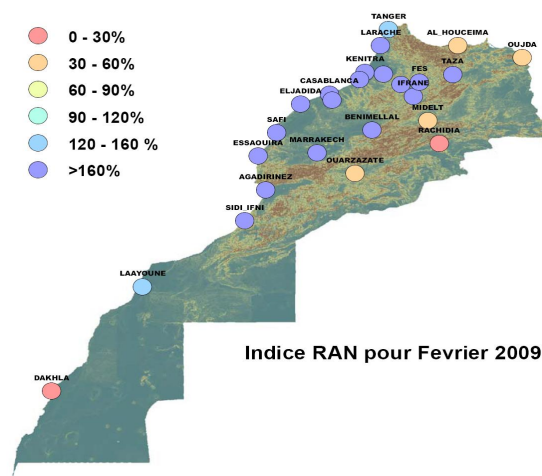 0 - 30%
30 - 60%
60 - 90%
90 - 120%
120 - 160 %
>160%
TANGER
LARACHE
AL_HOUCEIMA
OUJDA
KENITRA
FES
TAZA
CASABLANCA
IFRANE
ELJADIDA
MIDELT
SAFI
BENIMELLAL
RACHIDIA
ESSAOUIRA
MARRAKECH
OUARZAZATE
AGADIRINEZ
SIDI_IFNI
LAAYOUNE
Indice RAN pour Fevrier 2009
DAKHLA